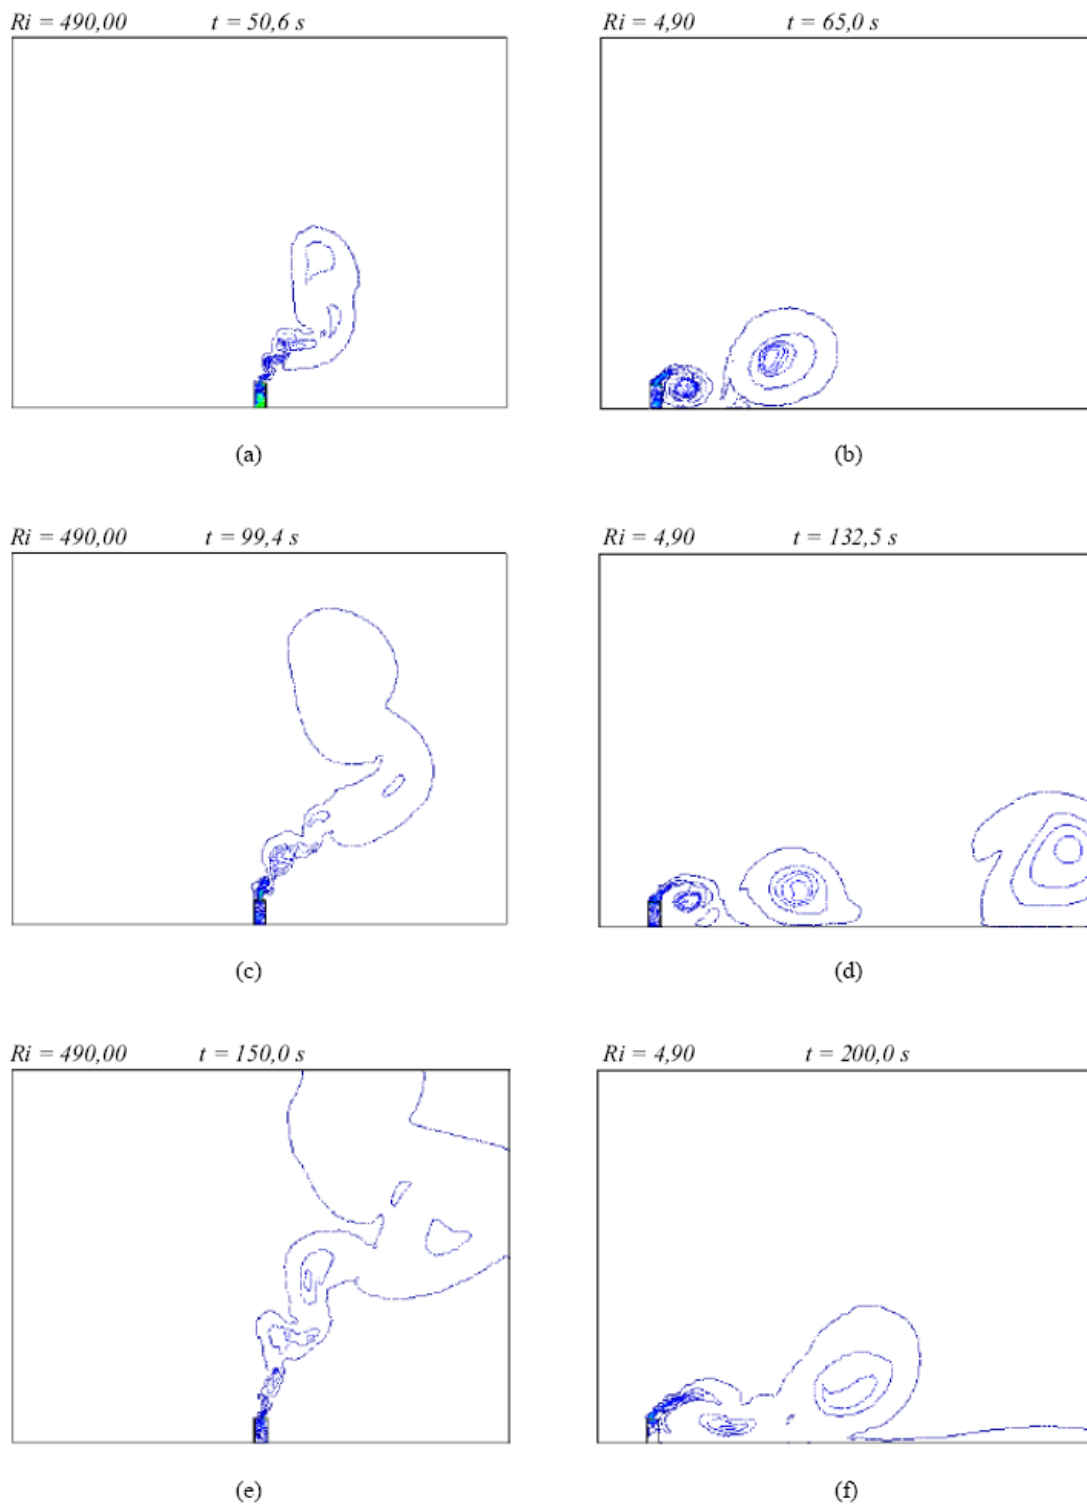 Ri = 490,00 t = 50,6 s
Ri = 4,90 t = 65,0 s
(a)
(b)
Ri = 490,00 t = 99,4 s
Ri = 4,90 t = 132,5 s
(c)
(d)
Ri = 490,00 t = 150,0 s
Ri = 4,90 t = 200,0 s
(e)
(f)